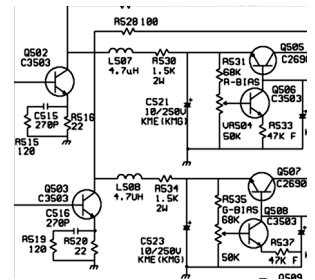 R528 100
Q502
C3503
L507
4.7uH
R530
1.5K
2W
R531
68K
R-BIAS
Q505
C2690
Q506
C3503
C515
270P
R516
22
R515
120
C521
10/250V
KME(KMG)
VR504
50K
R533
47K F
Q503
C3503
L508
4.7UH
R534
1.5K
2W
R535
G-BIAS
68K
Q507
C2690
Q508
C3503
C516
270P
R519
120
R520
22
C523
10/250V
KME(KMG)
50K
R537
47K F
Q509